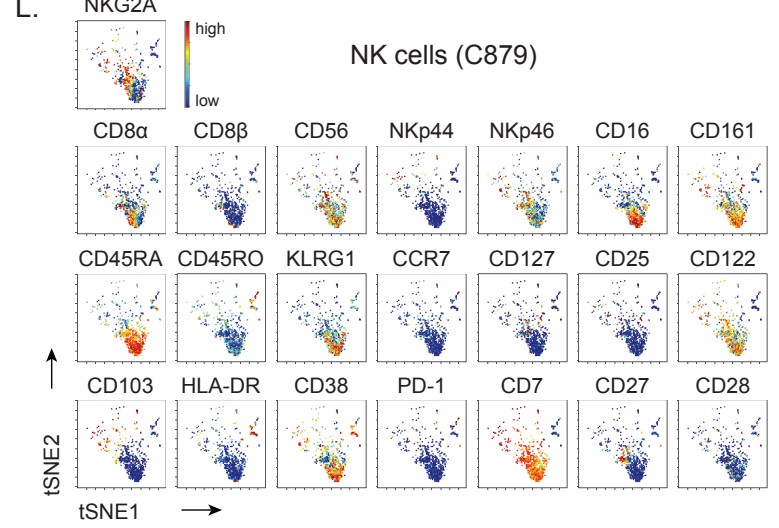 L.
NKG2A
high
low
NK cells (C879)
CD8α CD8β CD56 NKp44 NKp46 CD16 CD161
CD45RA CD45RO KLRG1 CCR7 CD127 CD25 CD122
CD103 HLA-DR CD38 PD-1 CD7 CD27 CD28
tSNE2
tSNE1